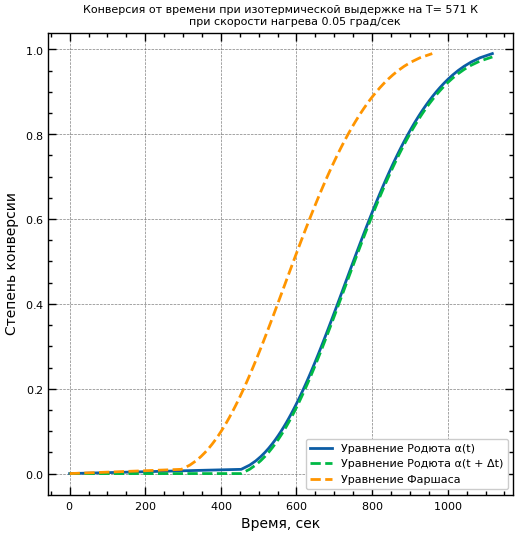 Конверсия от времени при изотермической выдержке на T= 571 K
при скорости нагрева 0.05 град/сек
1.0
0.8
0.6
0.4
0.2
0.0
Степень конверсии
Уравнение Родюта α(t)
Уравнение Родюта α(t + Δt)
Уравнение Фаршаса
0
200
400
600
800
1000
Время, сек